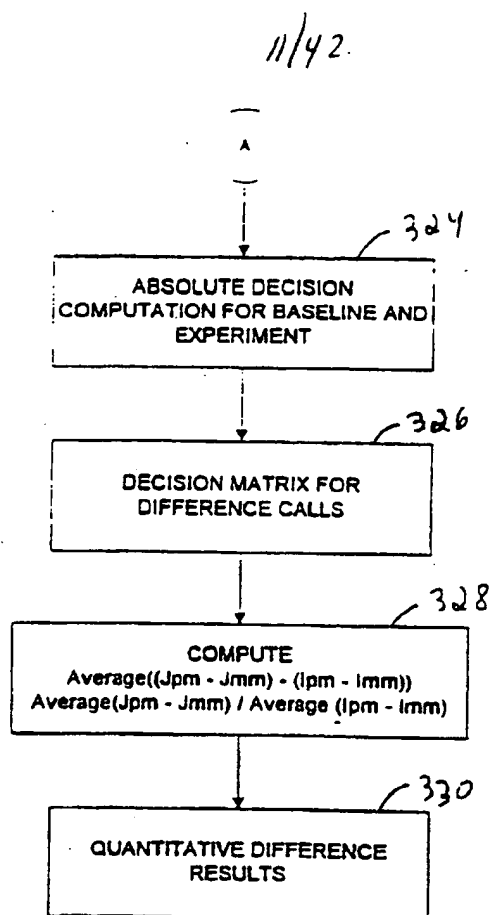 11/42
A
324
ABSOLUTE DECISION
COMPUTATION FOR BASELINE AND
EXPERIMENT
326
DECISION MATRIX FOR
DIFFERENCE CALLS
328
COMPUTE
Average((Jpm - Jmm) - (Ipm - Imm))
Average(Jpm - Jmm) / Average (Ipm - Imm)
330
QUANTITATIVE DIFFERENCE
RESULTS